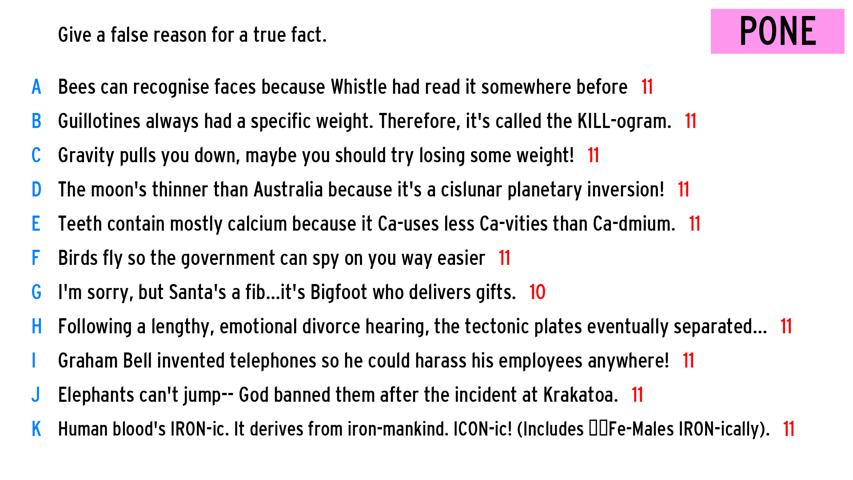 Give a false reason for a true fact.
PONE
A Bees can recognise faces because Whistle had read it somewhere before 11
B Guillotines always had a specific weight. Therefore, it's called the KILL-ogram. 11
C Gravity pulls you down, maybe you should try losing some weight! 11
D The moon's thinner than Australia because it's a cislunar planetary inversion! 11
E Teeth contain mostly calcium because it Ca-uses less Ca-vities than Ca-dmium. 11
F Birds fly so the government can spy on you way easier 11
G I'm sorry, but Santa's a fib...it's Bigfoot who delivers gifts. 10
H Following a lengthy, emotional divorce hearing, the tectonic plates eventually separated... 11
I Graham Bell invented telephones so he could harass his employees anywhere! 11
J Elephants can't jump-- God banned them after the incident at Krakatoa. 11
K Human blood's IRON-ic. It derives from iron-mankind. ICON-ic! (Includes ▯▯Fe-Males IRON-ically). 11